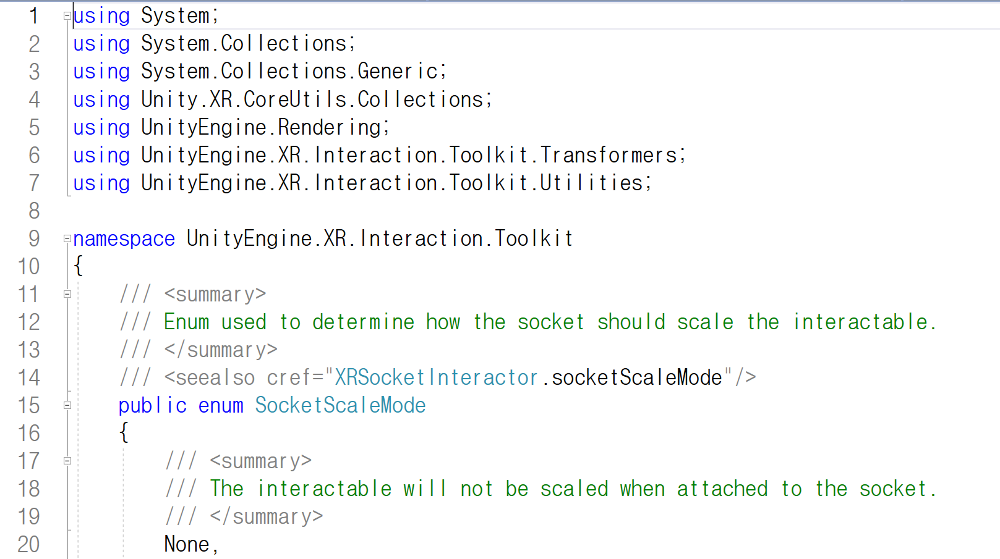 1 using System;
2 using System.Collections;
3 using System.Collections.Generic;
4 using Unity.XR.CoreUtils.Collections;
5 using UnityEngine.Rendering;
6 using UnityEngine.XR.Interaction.Toolkit.Transformers;
7 using UnityEngine.XR.Interaction.Toolkit.Utilities;
8
9 namespace UnityEngine.XR.Interaction.Toolkit
10 {
11     /// <summary>
12     /// Enum used to determine how the socket should scale the interactable.
13     /// </summary>
14     /// <seealso cref="XRSocketInteractor.socketScaleMode"/>
15     public enum SocketScaleMode
16     {
17         /// <summary>
18         /// The interactable will not be scaled when attached to the socket.
19         /// </summary>
20         None,